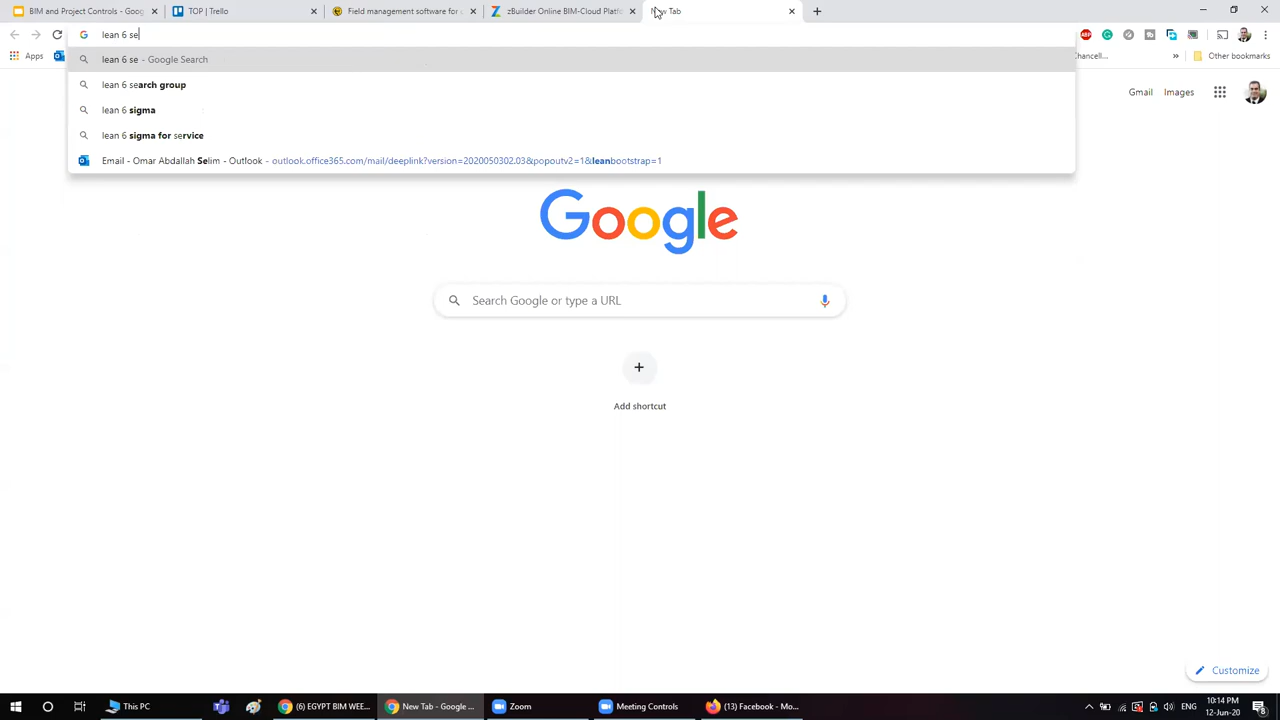 BIM and Project Controls - Goog
TOP | Trello
Field management software for
zBuilder Online BIM-Cloud Platf
New Tab
lean 6 se
Apps
Chancell...
»
Other bookmarks
lean 6 se - Google Search
lean 6 search group
lean 6 sigma
lean 6 sigma for service
Email - Omar Abdallah Selim - Outlook - outlook.office365.com/mail/deeplink?version=2020050302.03&popoutv2=1&leanbootstrap=1
Gmail
Images
Google
Search Google or type a URL
Add shortcut
Customize
This PC
(6) EGYPT BIM WEE...
New Tab - Google ...
Zoom
Meeting Controls
(13) Facebook - Mo...
ENG
10:14 PM
12-Jun-20